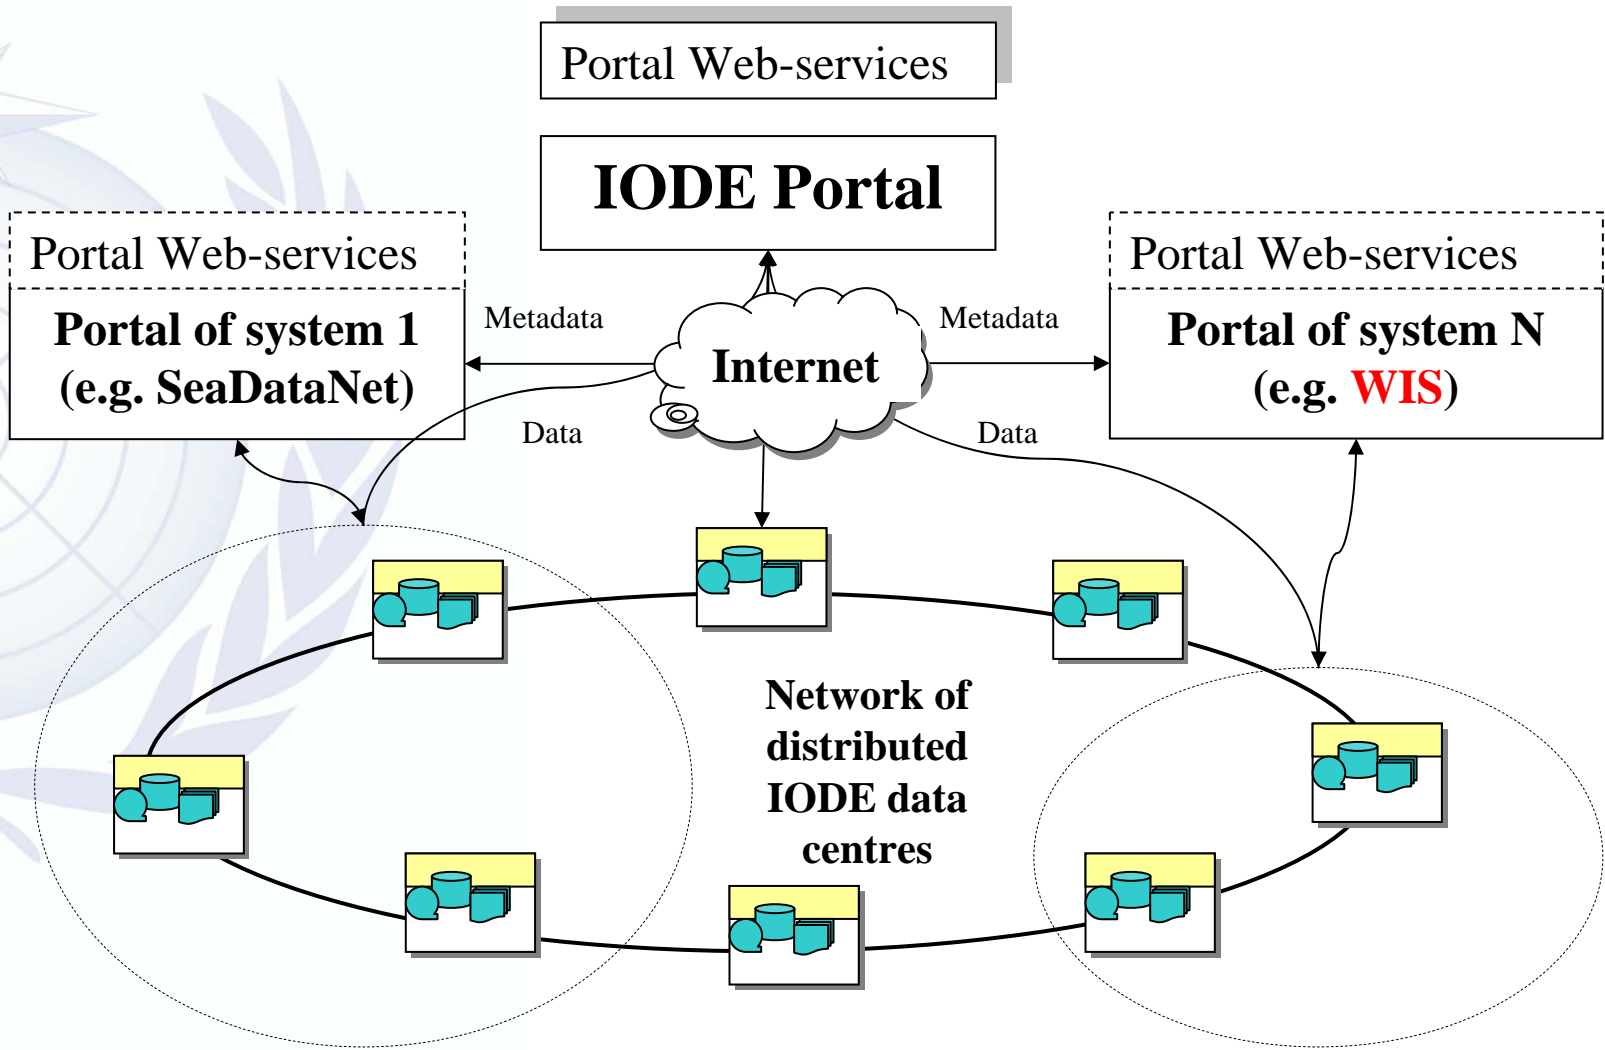 Portal Web-services
IODE Portal
Portal Web-services
Portal of system 1
(e.g. SeaDataNet)
Metadata
Data
Internet
Metadata
Data
Portal Web-services
Portal of system N
(e.g. WIS)
Network of
distributed
IODE data
centres